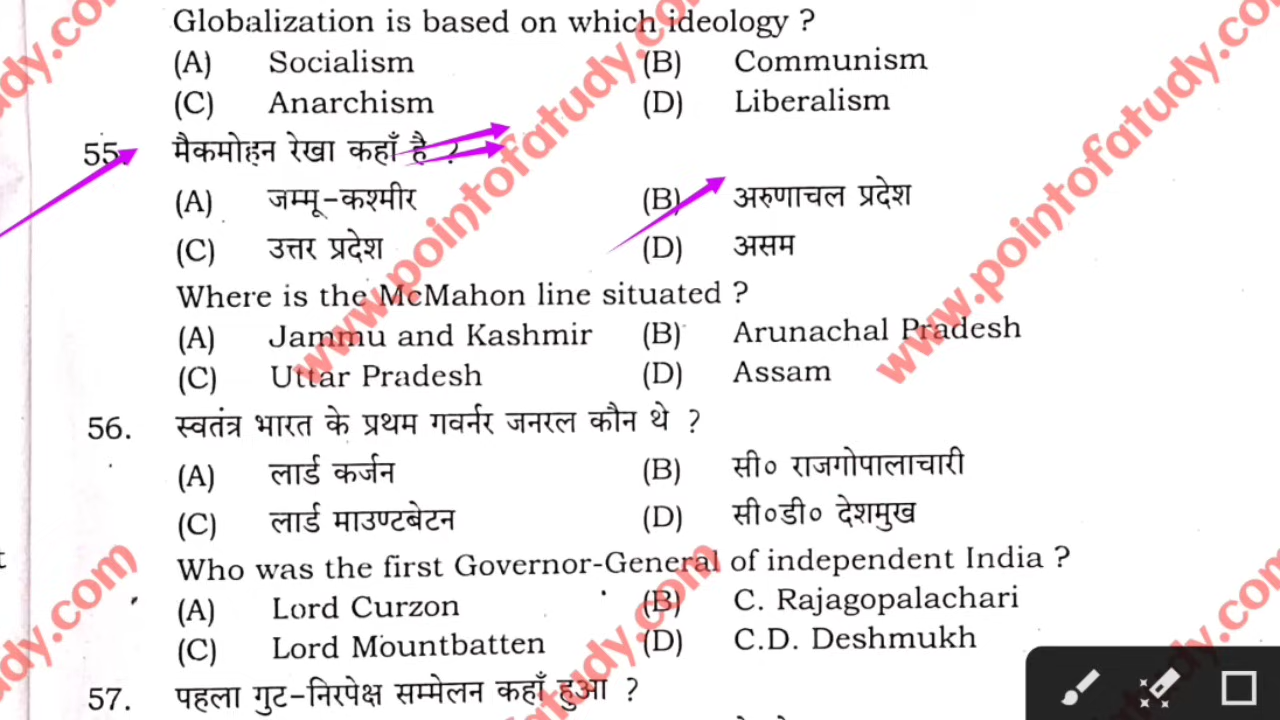 Globalization is based on which ideology ?
(A) Socialism (B) Communism
(C) Anarchism (D) Liberalism
55. मैकमोहन रेखा कहाँ है ?
(A) जम्मू-कश्मीर (B) अरुणाचल प्रदेश
(C) उत्तर प्रदेश (D) असम
Where is the McMahon line situated ?
(A) Jammu and Kashmir (B) Arunachal Pradesh
(C) Uttar Pradesh (D) Assam
56. स्वतंत्र भारत के प्रथम गवर्नर जनरल कौन थे ?
(A) लार्ड कर्जन (B) सी० राजगोपालाचारी
(C) लार्ड माउण्टबेटन (D) सी०डी० देशमुख
Who was the first Governor-General of independent India ?
(A) Lord Curzon (B) C. Rajagopalachari
(C) Lord Mountbatten (D) C.D. Deshmukh
57. पहला गुट-निरपेक्ष सम्मेलन कहाँ हुआ ?
www.pointofatudy.com
www.pointofatudy.com